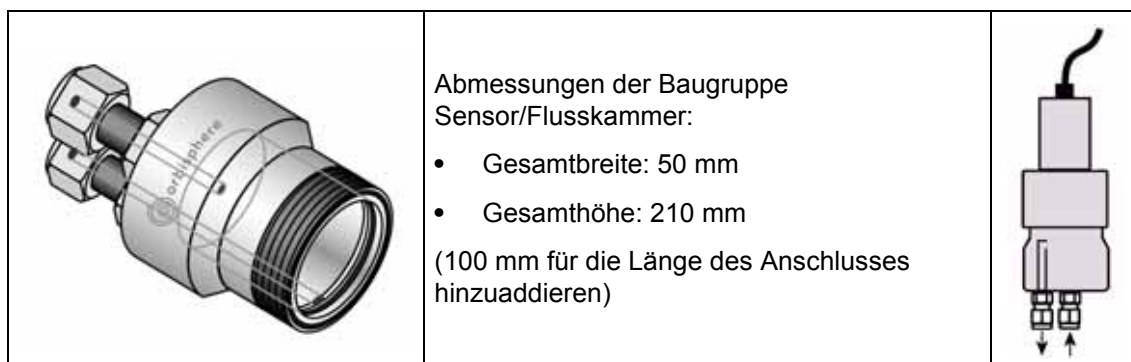 orbisphere
Abmessungen der Baugruppe
Sensor/Flusskammer:
• Gesamtbreite: 50 mm
• Gesamthöhe: 210 mm
(100 mm für die Länge des Anschlusses
hinzuaddieren)